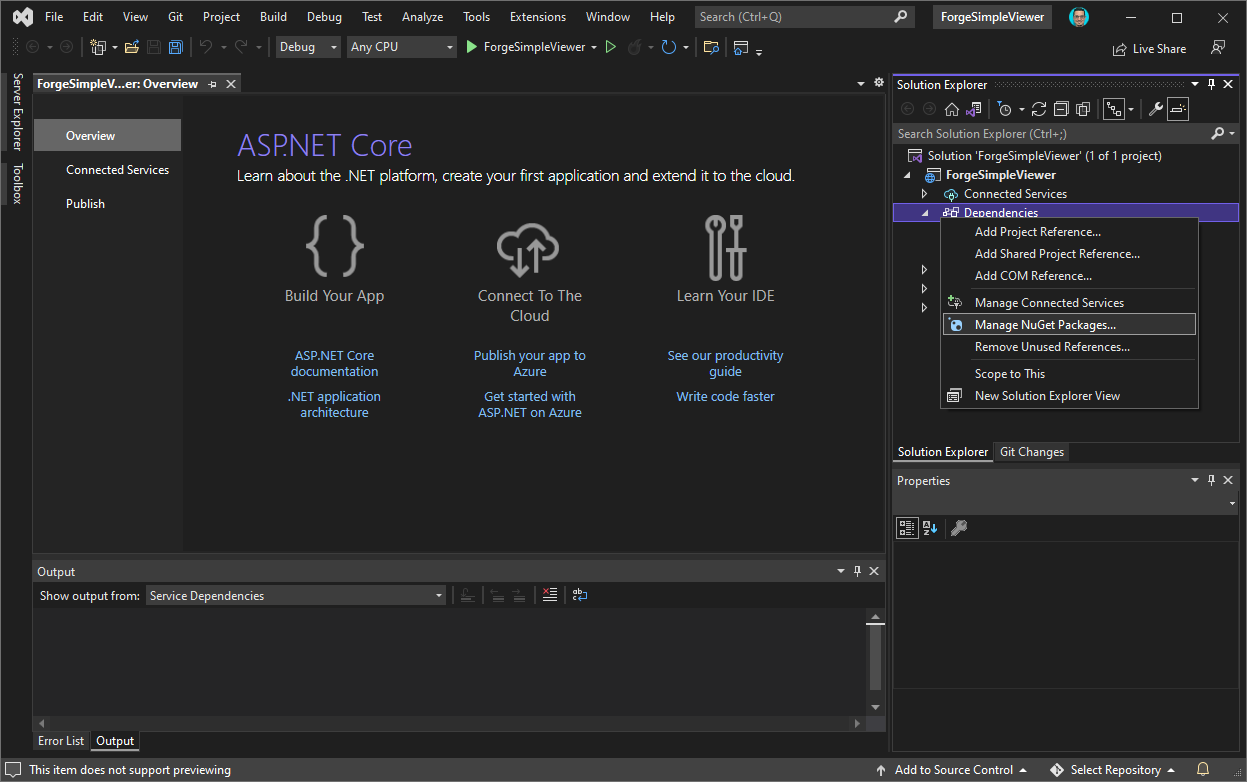 File Edit View Git Project Build Debug Test Analyze Tools Extensions Window Help Search (Ctrl+Q) ForgeSimpleViewer
Debug Any CPU ForgeSimpleViewer Live Share
Server Explorer
Toolbox
ForgeSimpleV...er: Overview
Overview
Connected Services
Publish
ASP.NET Core
Learn about the .NET platform, create your first application and extend it to the cloud.
Build Your App
ASP.NET Core
documentation
.NET application
architecture
Connect To The
Cloud
Publish your app to
Azure
Get started with
ASP.NET on Azure
Learn Your IDE
See our productivity
guide
Write code faster
Solution Explorer
Search Solution Explorer (Ctrl+;)
Solution 'ForgeSimpleViewer' (1 of 1 project)
ForgeSimpleViewer
Connected Services
Dependencies
Add Project Reference...
Add Shared Project Reference...
Add COM Reference...
Manage Connected Services
Manage NuGet Packages...
Remove Unused References...
Scope to This
New Solution Explorer View
Solution Explorer Git Changes
Properties
Output
Show output from: Service Dependencies
Error List Output
This item does not support previewing Add to Source Control Select Repository